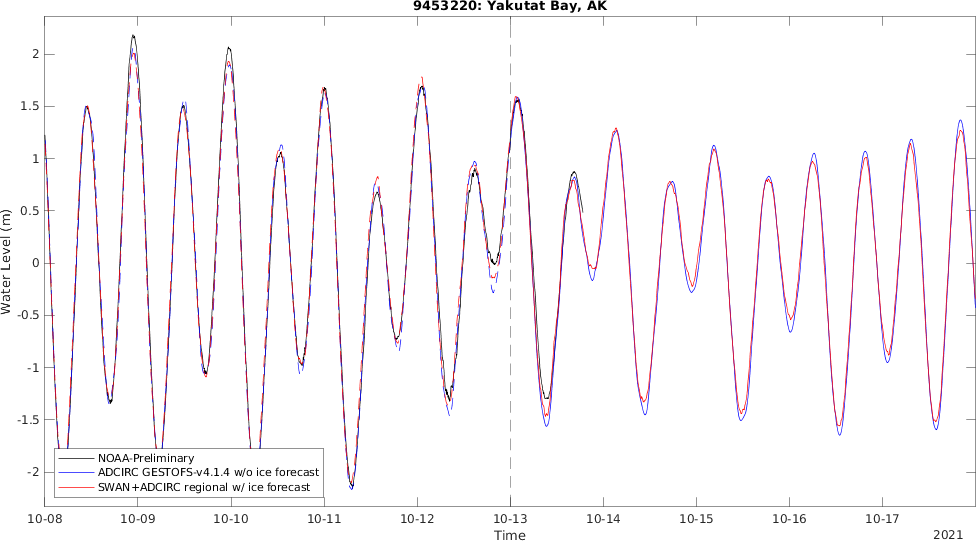 9453220: Yakutat Bay, AK
Water Level (m)
2
1.5
1
0.5
0
-0.5
-1
-1.5
-2
NOAA-Preliminary
ADCIRC GESTOFS-v4.1.4 w/o ice forecast
SWAN+ADCIRC regional w/ ice forecast
10-08 10-09 10-10 10-11 10-12 10-13 10-14 10-15 10-16 10-17
Time
2021